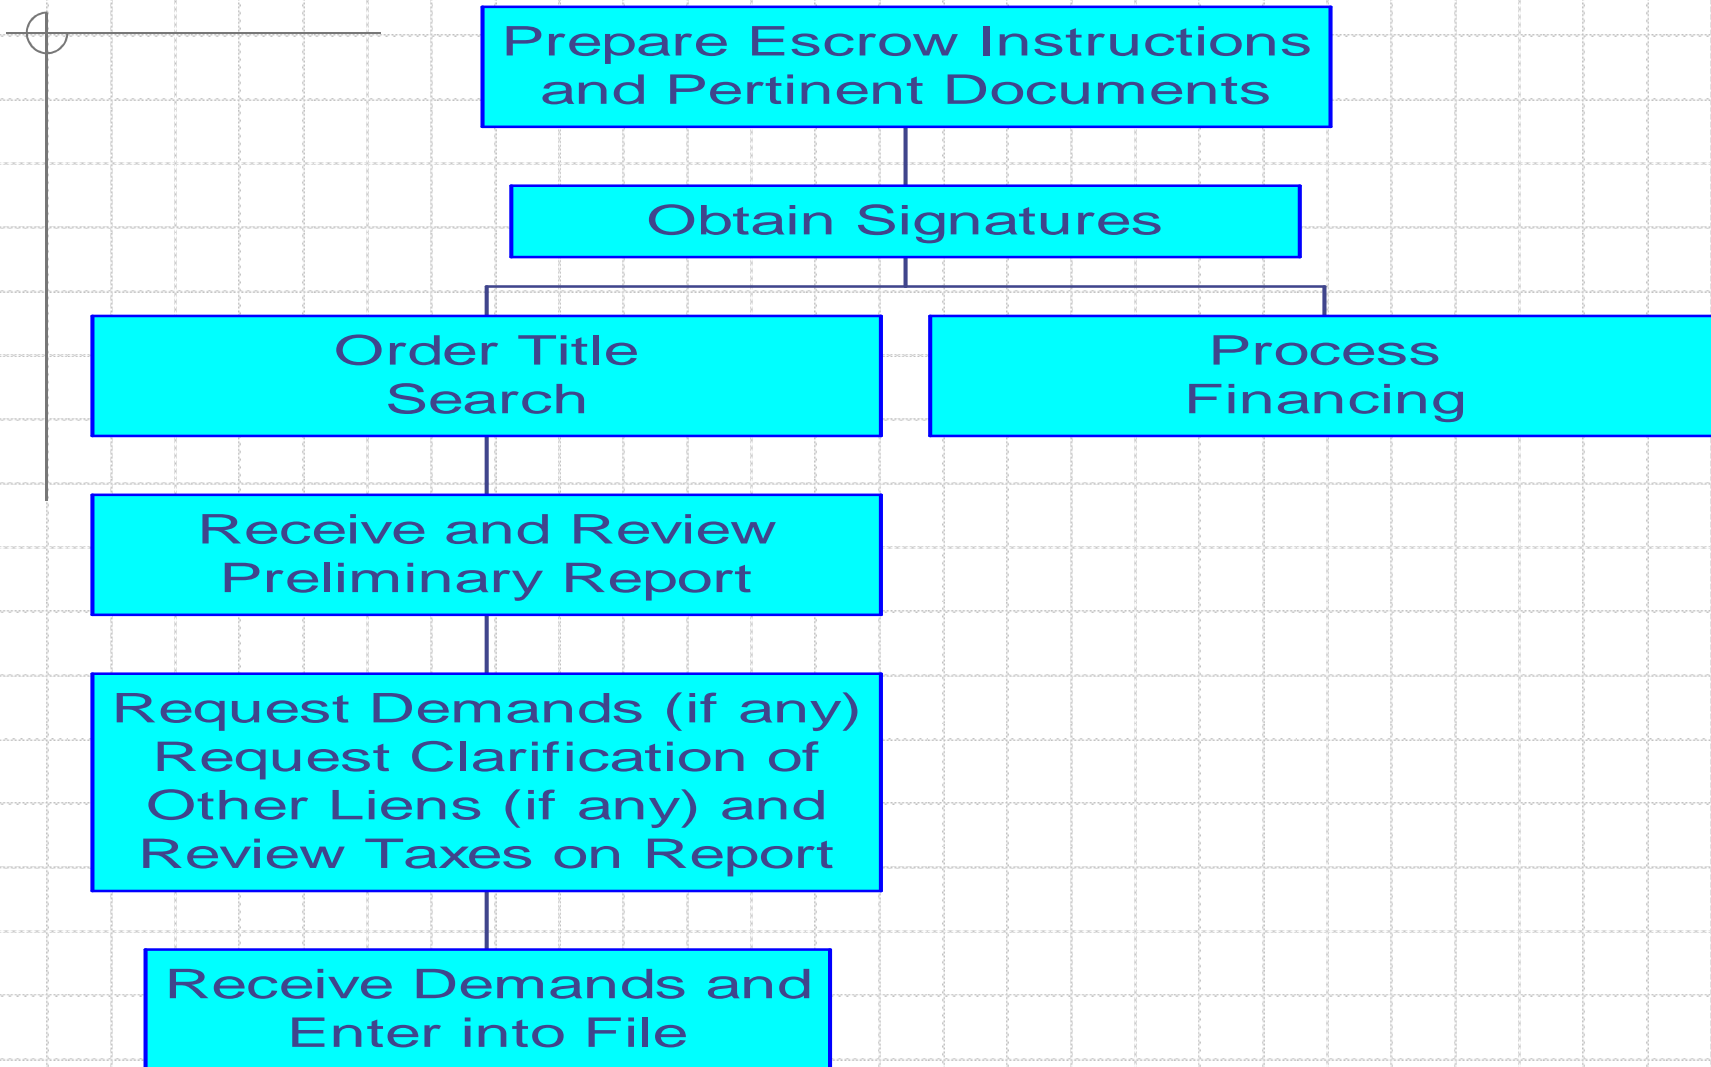 Prepare Escrow Instructions
and Pertinent Documents
Obtain Signatures
Order Title
Search
Process
Financing
Receive and Review
Preliminary Report
Request Demands (if any)
Request Clarification of
Other Liens (if any) and
Review Taxes on Report
Receive Demands and
Enter into File